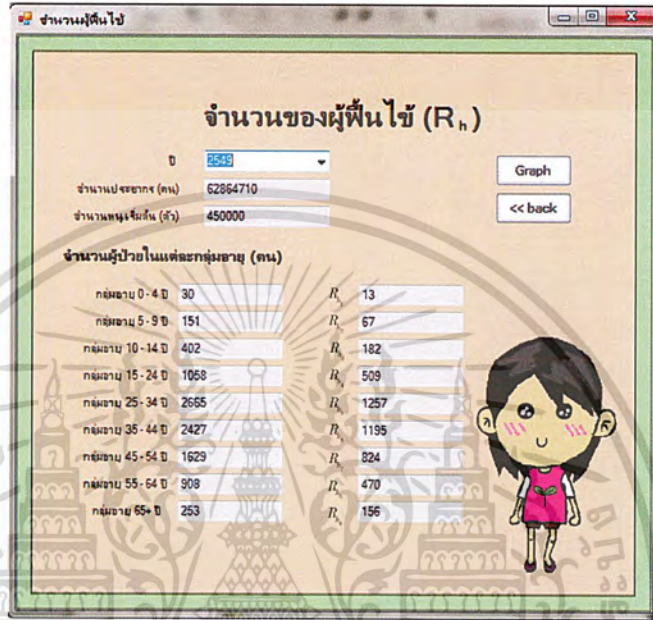 จำนวนผู้ฟื้นไข้
จำนวนของผู้ฟื้นไข้ (R h)
ปี 2549
Graph
จำนวนประชากร (คน) 62864710
<< back
จำนวนหนูเริ่มต้น (ตัว) 450000
จำนวนผู้ป่วยในแต่ละกลุ่มอายุ (คน)
กลุ่มอายุ 0 - 4 ปี 30 R 13
กลุ่มอายุ 5 - 9 ปี 151 R 67
กลุ่มอายุ 10 - 14 ปี 402 R 182
กลุ่มอายุ 15 - 24 ปี 1058 R 509
กลุ่มอายุ 25 - 34 ปี 2665 R 1257
กลุ่มอายุ 35 - 44 ปี 2427 R 1195
กลุ่มอายุ 45 - 54 ปี 1629 R 824
กลุ่มอายุ 55 - 64 ปี 908 R 470
กลุ่มอายุ 65+ ปี 253 R 156